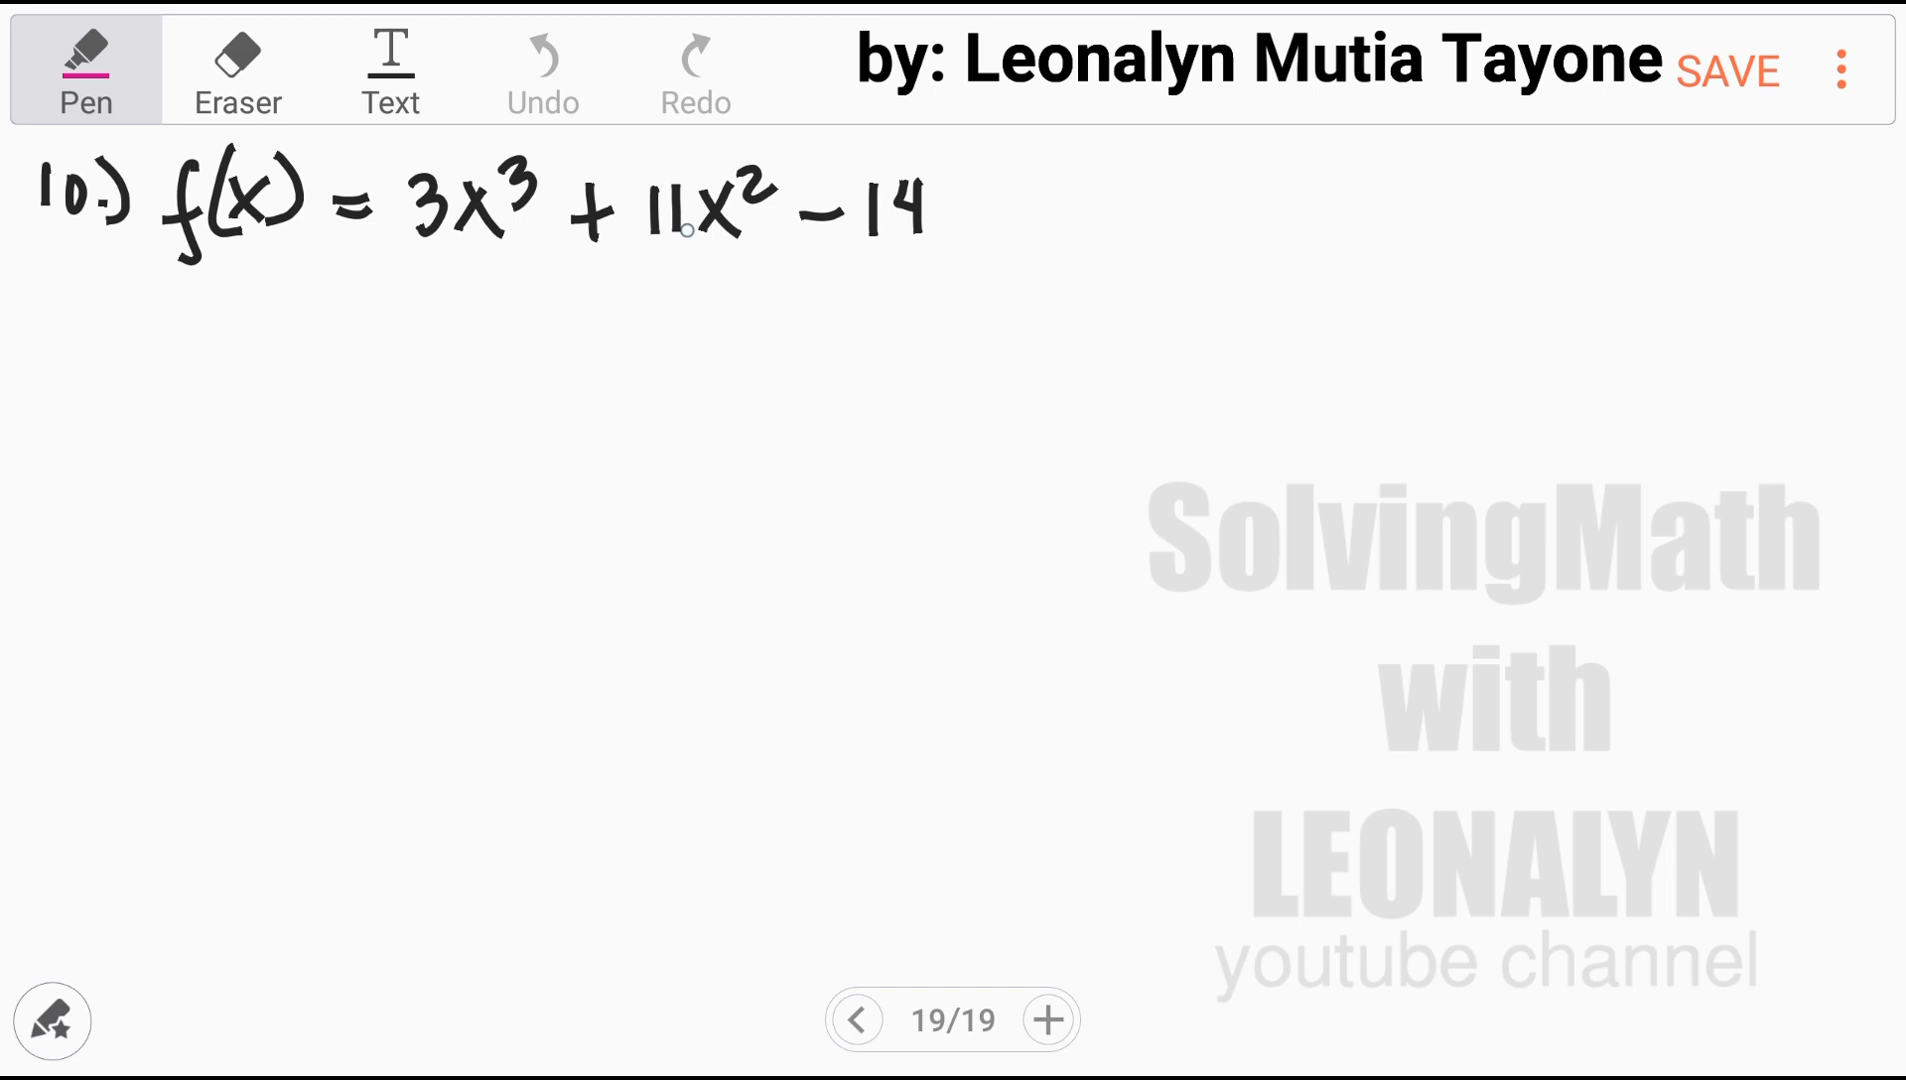 Pen Eraser Text Undo Redo by: Leonalyn Mutia Tayone SAVE
10.) f(x) = 3x³ + 11x² - 14
SolvingMath
with
LEONALYN
youtube channel
19/19